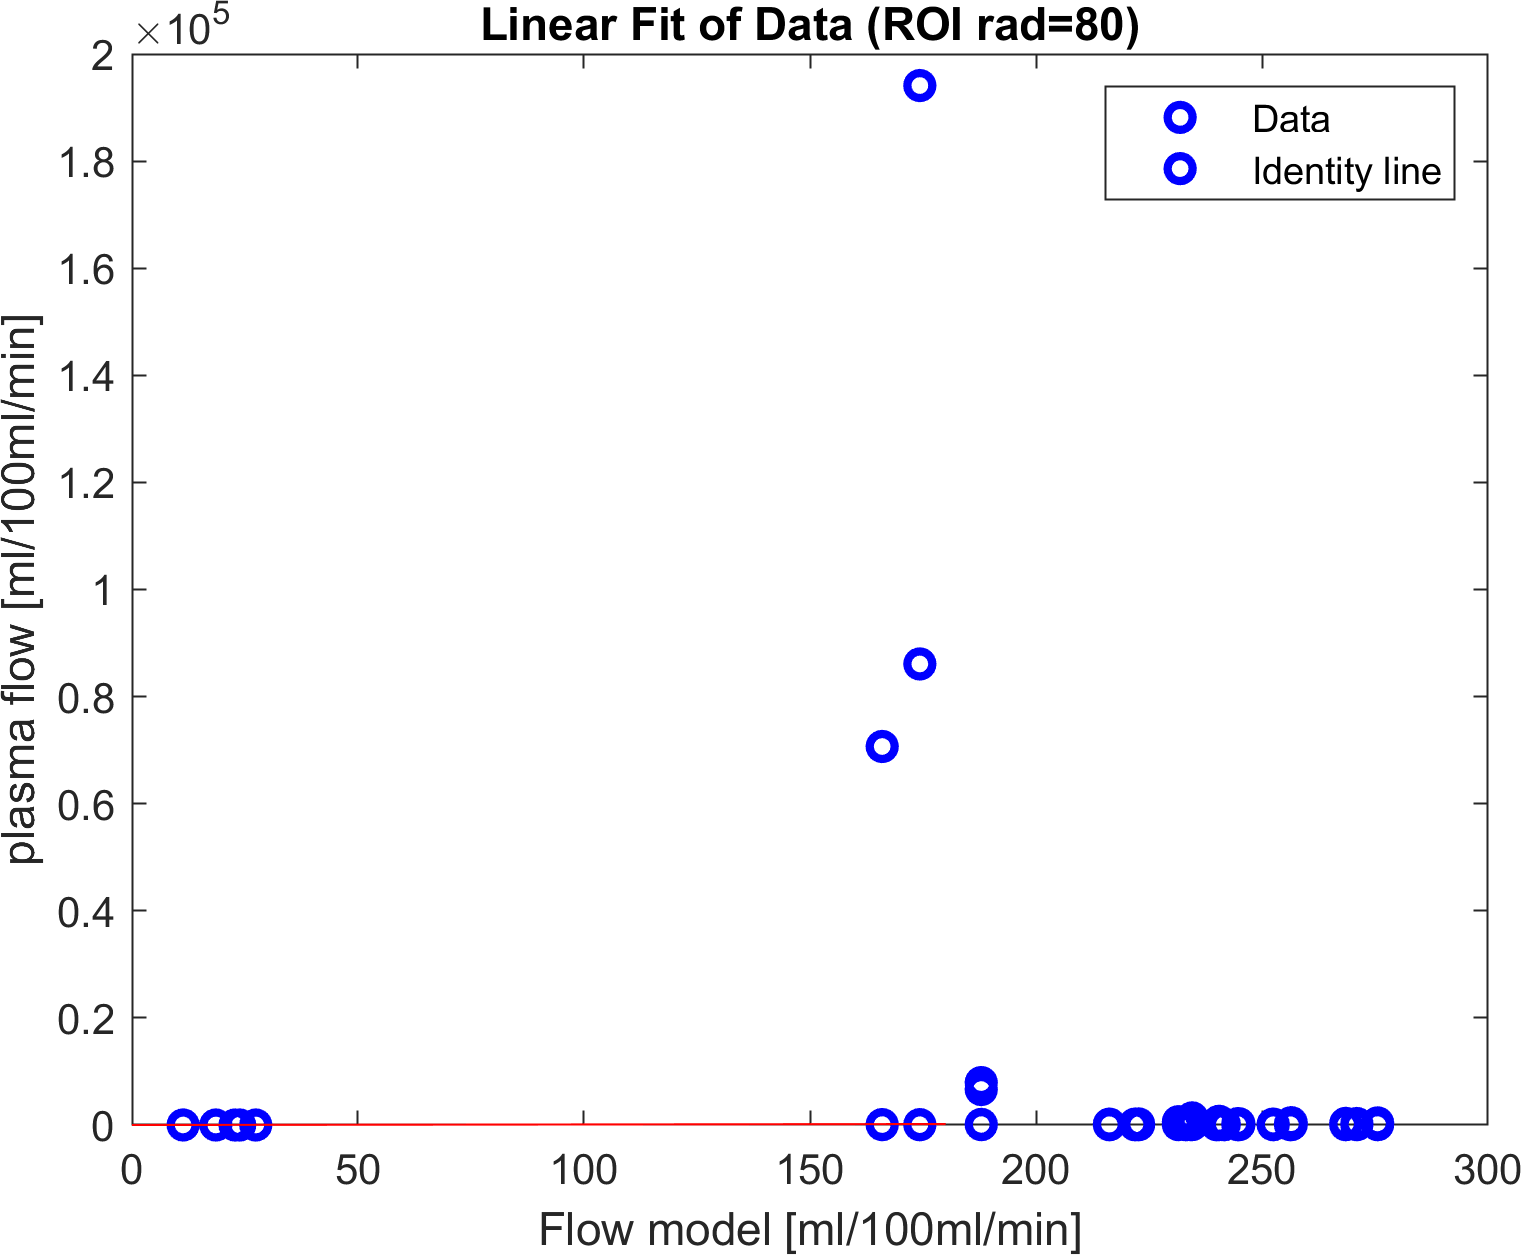 Linear Fit of Data (ROI rad=80)
×10⁵
2
1.8
1.6
1.4
1.2
1
0.8
0.6
0.4
0.2
0
plasma flow [ml/100ml/min]
Data
Identity line
0 50 100 150 200 250 300
Flow model [ml/100ml/min]